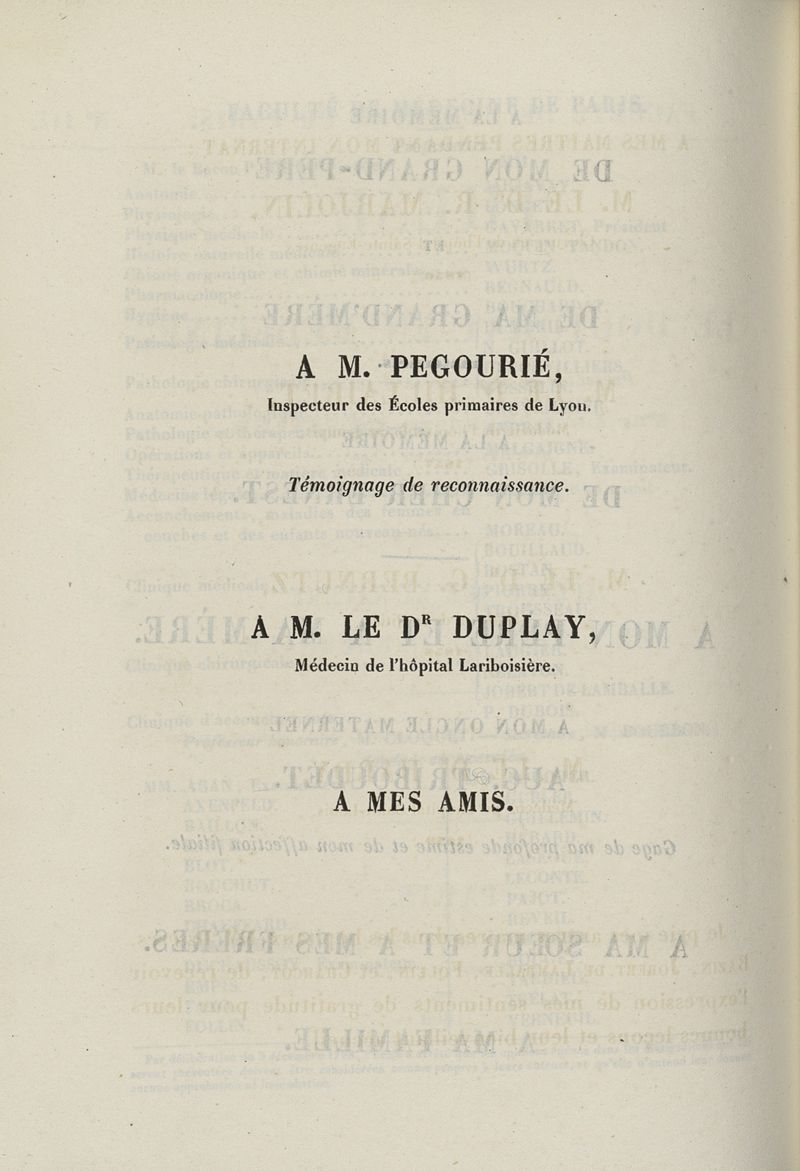 A M. PEGOURIÉ,
Inspecteur des Écoles primaires de Lyon.
Témoignage de reconnaissance.
A M. LE DR DUPLAY,
Médecin de l'hôpital Lariboisière.
A MES AMIS.